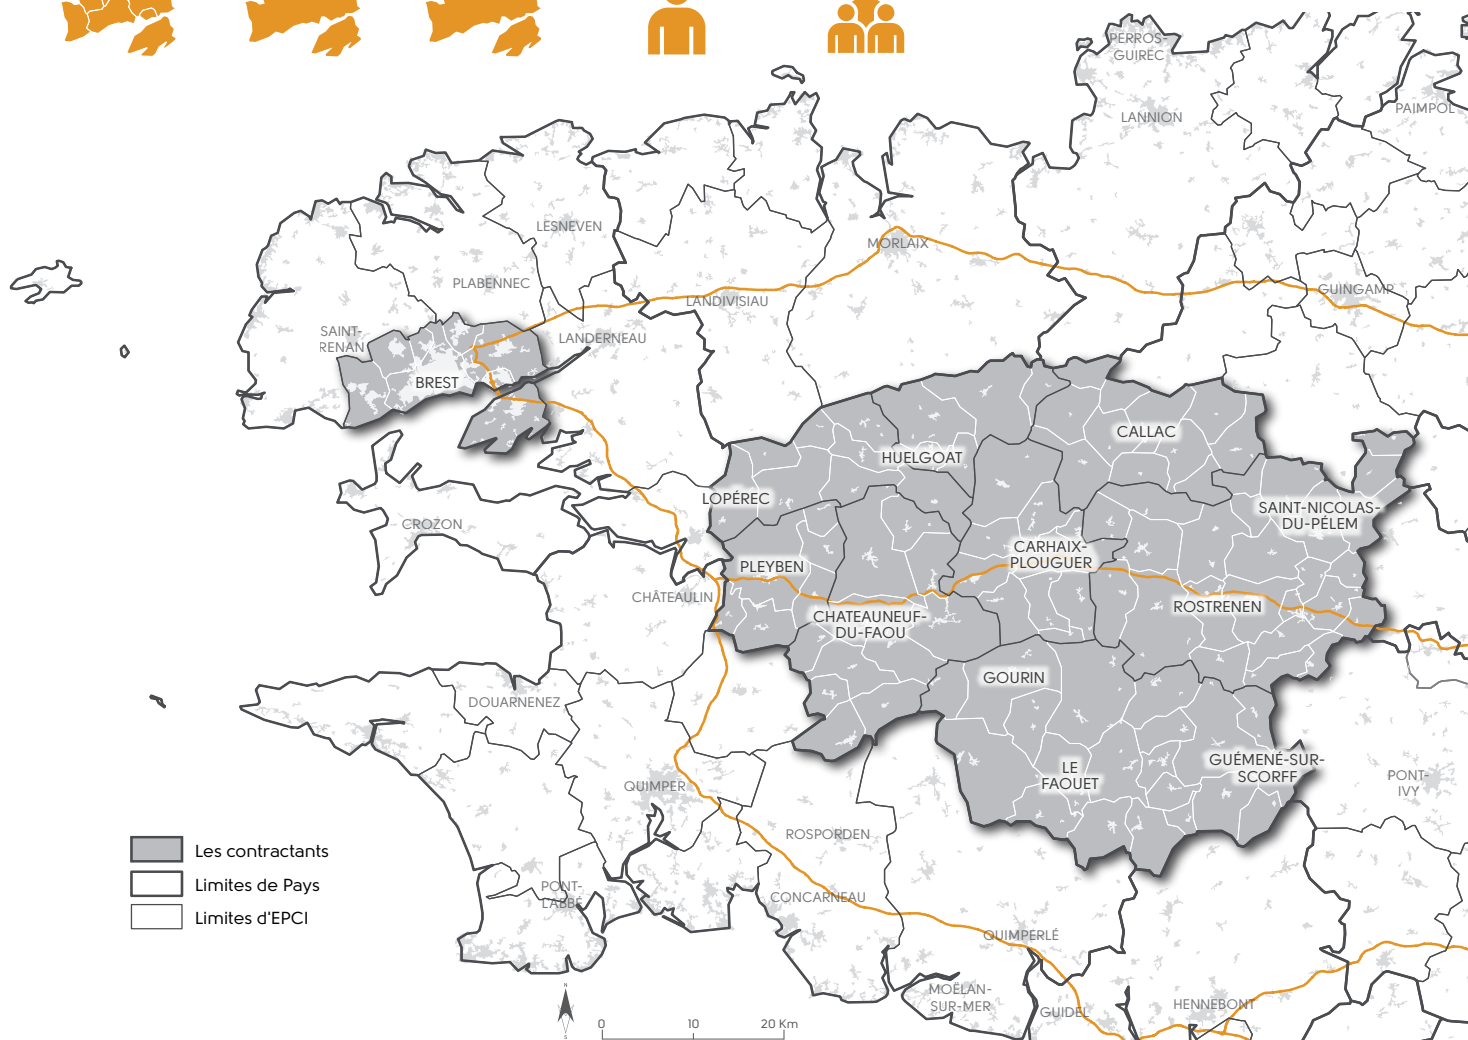 PERROS-
GUIREC
PAIMPOL
LANNION
LESNEVEN
MORLAIX
PLABENNEC
GUINGAMP
LANDIVISIAU
SAINT-
RENAN
LANDERNEAU
BREST
CALLAC
HUELGOAT
LOPÉREC
SAINT-NICOLAS-
DU-PÉLEM
CROZON
CARHAIX-
PLOUGUER
PLEYBEN
CHÂTEAULIN
ROSTRENEN
CHATEAUNEUF-
DU-FAOU
GOURIN
DOUARNENEZ
LE
FAOUET
GUÉMENÉ-SUR-
SCORFF
PONT-
IVY
QUIMPER
ROSPORDEN
Les contractants
Limites de Pays
Limites d'EPCI
PONT-
L'ABBÉ
CONCARNEAU
QUIMPERLÉ
MOËLAN-
SUR-MER
GUIDEL
HENNEBONT
N
S
0 10 20 Km